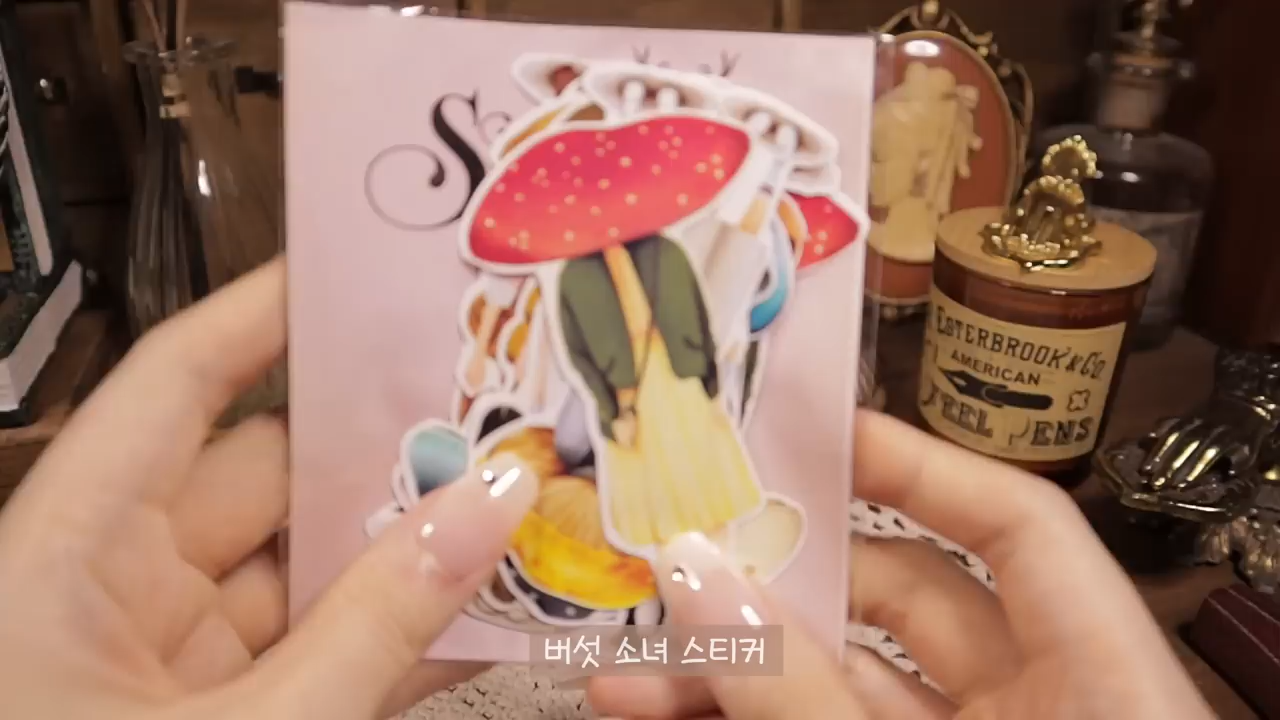 ESTERBROOK & CO.
AMERICAN
STEEL PENS
버섯 소녀 스티커